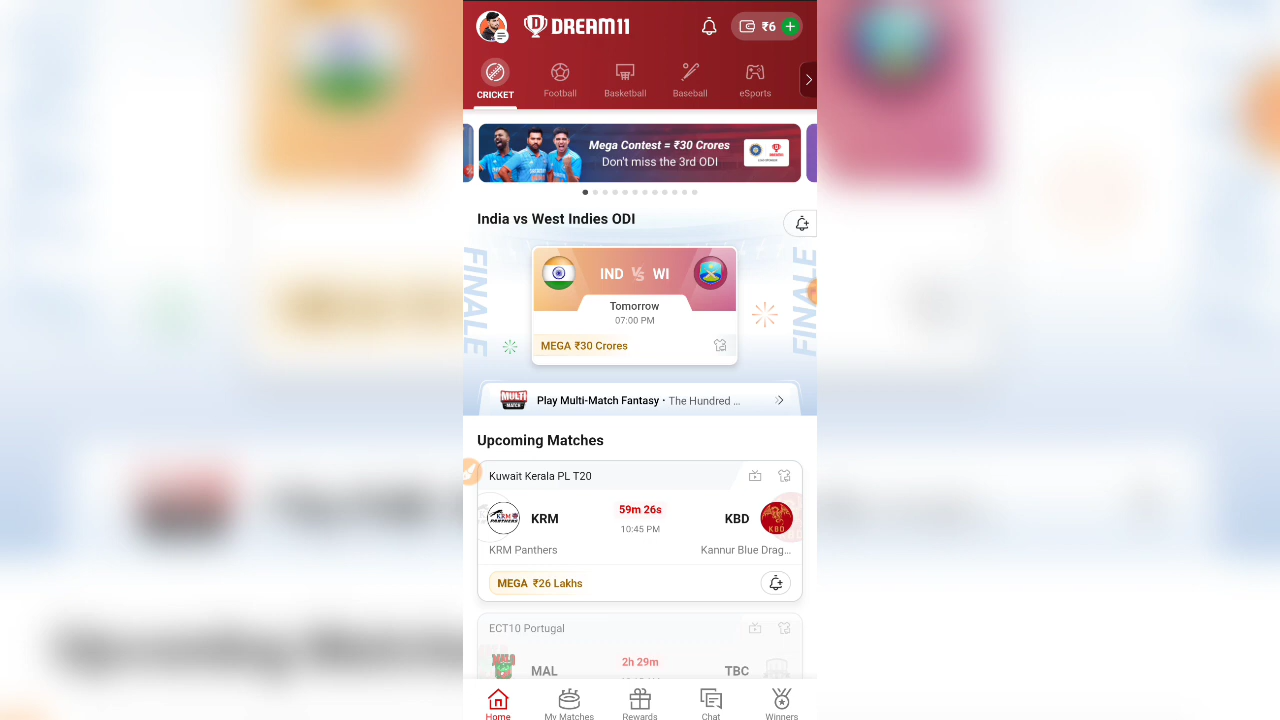 DREAM11
₹6
CRICKET
Football
Basketball
Baseball
eSports
Mega Contest = ₹30 Crores
Don't miss the 3rd ODI
India vs West Indies ODI
FINALE
FINALE
IND VS WI
Tomorrow
07:00 PM
MEGA ₹30 Crores
MULTI MATCH
Play Multi-Match Fantasy • The Hundred ...
Upcoming Matches
Kuwait Kerala PL T20
KRM
59m 26s
KBD
10:45 PM
KRM Panthers
Kannur Blue Drag...
MEGA ₹26 Lakhs
ECT10 Portugal
MAL
2h 29m
TBC
Home
My Matches
Rewards
Chat
Winners